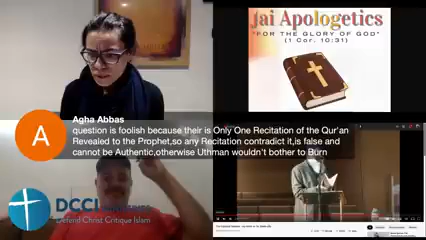 Jai Apologetics
"FOR THE GLORY OF GOD"
(1 Cor. 10:31)
A
Agha Abbas
question is foolish because their is Only One Recitation of the Qur'an
Revealed to the Prophet,so any Recitation contradict it,is false and
cannot be Authentic,otherwise Uthman wouldn't bother to Burn
DCCI
Defend Christ Critique Islam